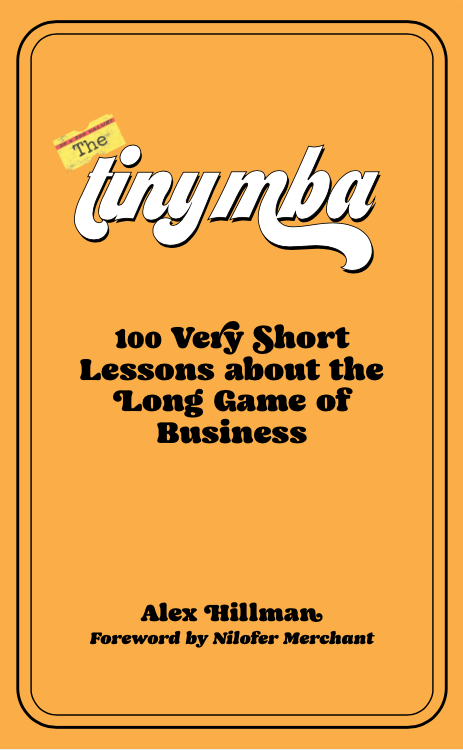 The
tinymba
100 Very Short
Lessons about the
Long Game of
Business
Alex Hillman
Foreword by Nilofer Merchant